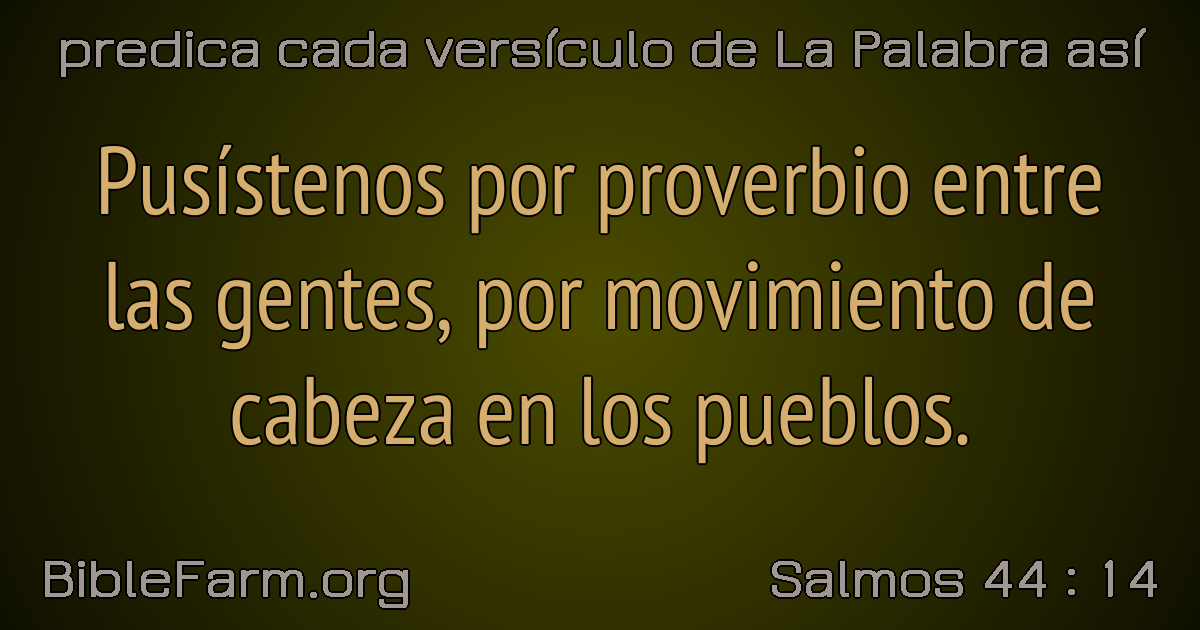 predica cada versículo de La Palabra así
Pusístenos por proverbio entre
las gentes, por movimiento de
cabeza en los pueblos.
BibleFarm.org
Salmos 44 : 14